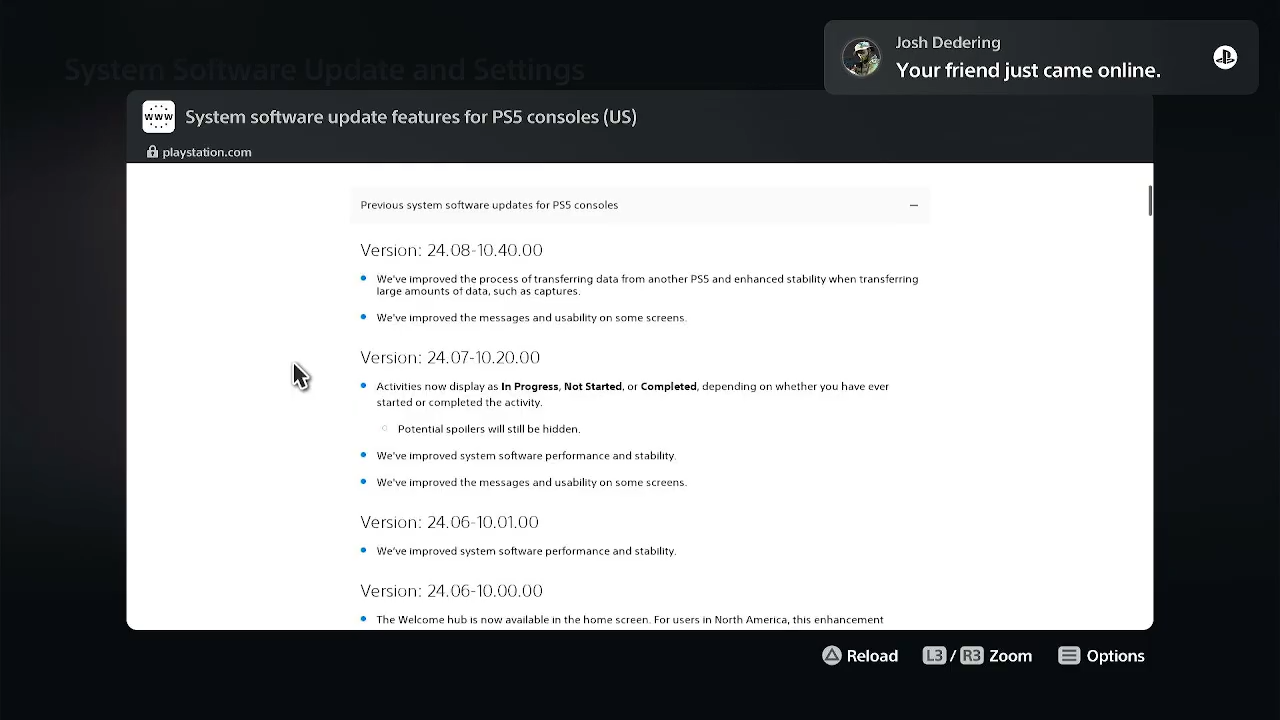 System Software Update and Settings
Josh Dedering
Your friend just came online.
www
System software update features for PS5 consoles (US)
playstation.com
Previous system software updates for PS5 consoles
Version: 24.08-10.40.00
We've improved the process of transferring data from another PS5 and enhanced stability when transferring
large amounts of data, such as captures.
We've improved the messages and usability on some screens.
Version: 24.07-10.20.00
Activities now display as In Progress, Not Started, or Completed, depending on whether you have ever
started or completed the activity.
Potential spoilers will still be hidden.
We've improved system software performance and stability.
We've improved the messages and usability on some screens.
Version: 24.06-10.01.00
We've improved system software performance and stability.
Version: 24.06-10.00.00
The Welcome hub is now available in the home screen. For users in North America, this enhancement
Reload
L3 / R3 Zoom
Options